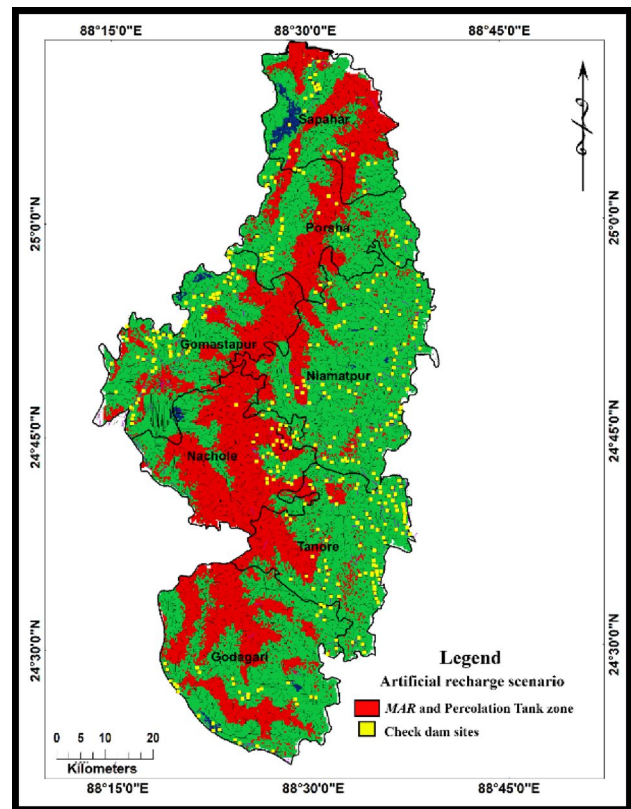 88°15'0"E 88°30'0"E 88°45'0"E
Sapahar
25°0'0"N 25°0'0"N
Porsha
Gomastapur
Niamatpur
24°45'0"N 24°45'0"N
Nachole
Tanore
24°30'0"N 24°30'0"N
Godagari
Legend
Artificial recharge scenario
MAR and Percolation Tank zone
Check dam sites
0 5 10 20
Kilometers
88°15'0"E 88°30'0"E 88°45'0"E